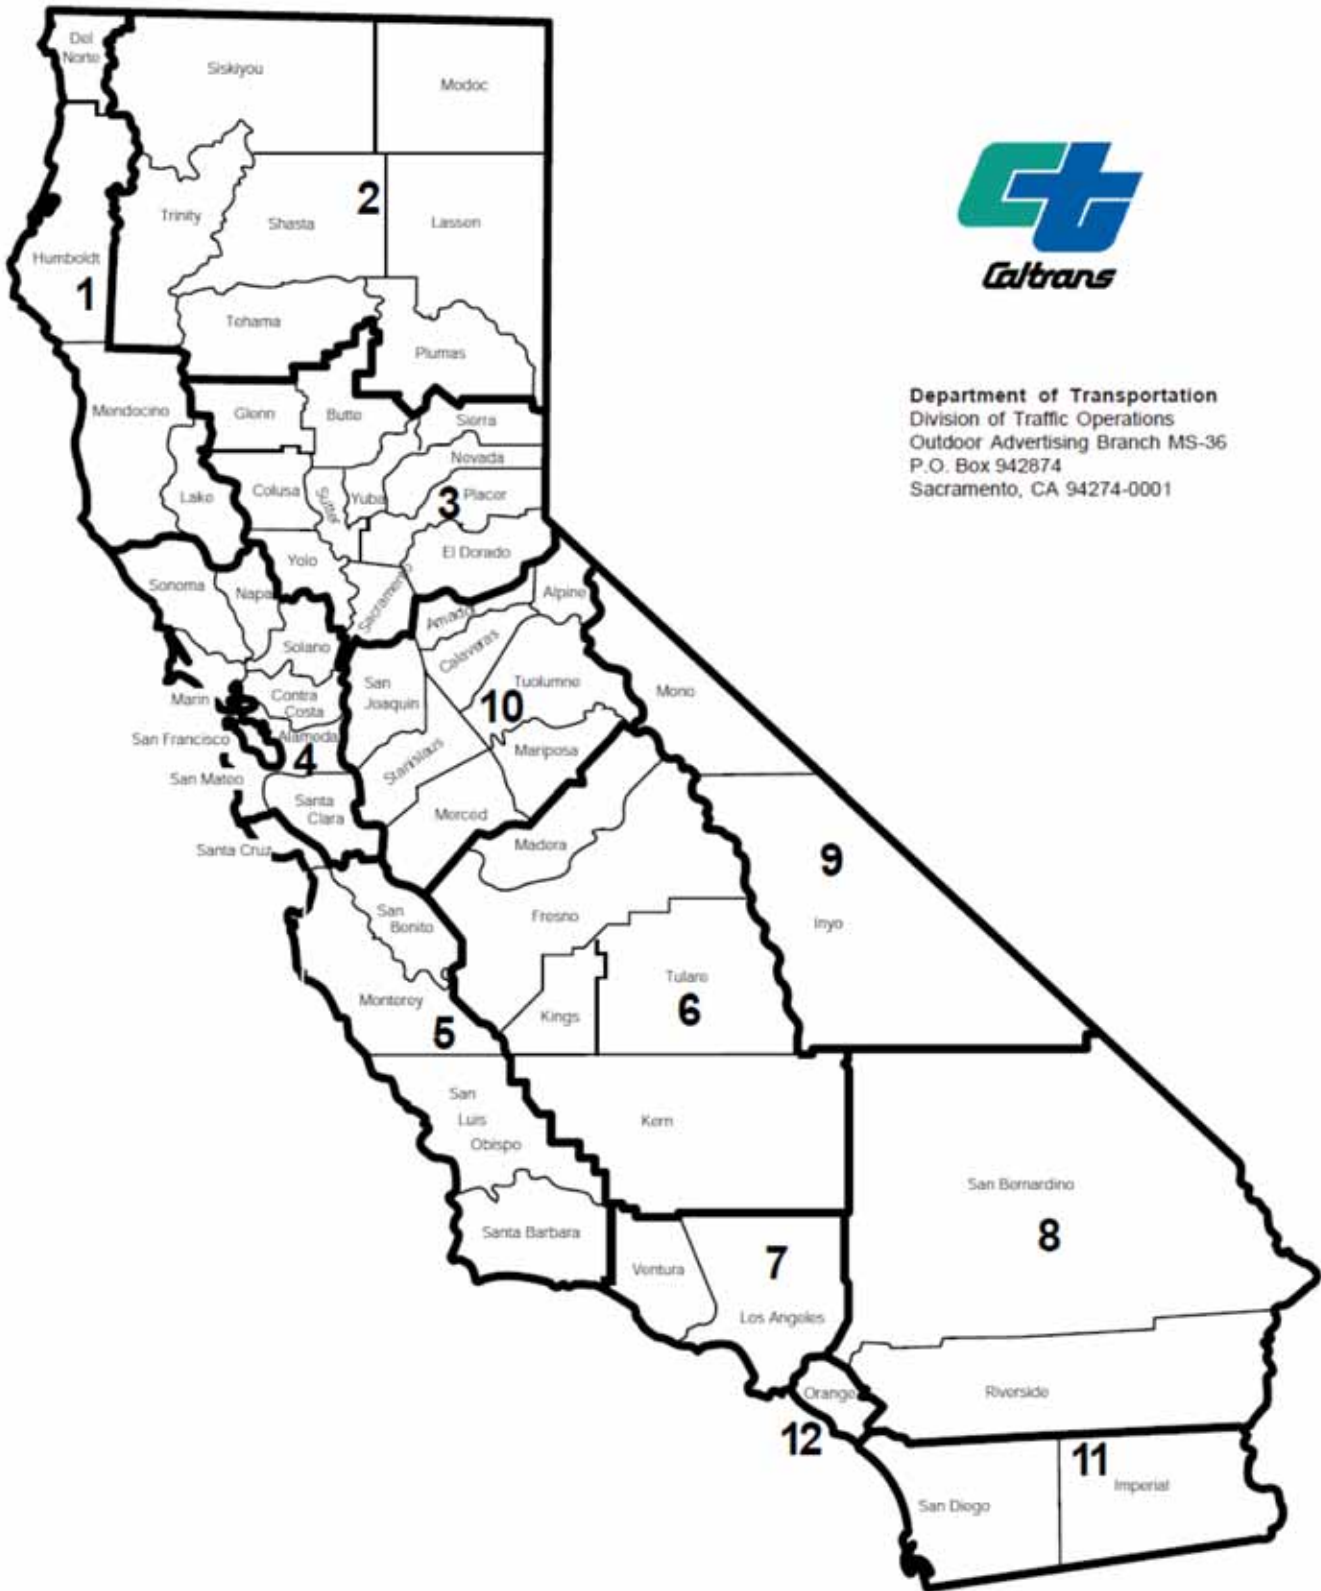 Del
Norte
Siskiyou
Modoc
Trinity
Shasta
2
Lassen
Humboldt
1
Tehama
Plumas
Mendocino
Glenn
Butte
Sierra
Nevada
Lake
Colusa
Sutter
Yuba
3
Placer
Yolo
El Dorado
Sonoma
Napa
Sacramento
Amador
Alpine
Solano
Calaveras
Marin
Contra
Costa
San
Joaquin
10
Tuolumne
Mono
San Francisco
Alameda
4
Stanislaus
Mariposa
San Mateo
Santa
Clara
Merced
Madera
Santa Cruz
San
Benito
Fresno
9
Inyo
Monterey
5
Kings
Tulare
6
San
Luis
Obispo
Kern
San Bernardino
8
Santa Barbara
Ventura
7
Los Angeles
Orange
12
Riverside
11
San Diego
Imperial
Caltrans
Department of Transportation
Division of Traffic Operations
Outdoor Advertising Branch MS-36
P.O. Box 942874
Sacramento, CA 94274-0001